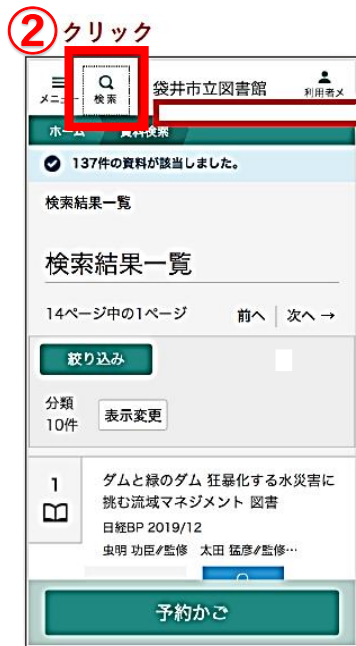 ②クリック
メニュー
検索
袋井市立図書館
利用者メ
ホーム 資料検索
137件の資料が該当しました。
検索結果一覧
検索結果一覧
14ページ中の1ページ 前へ 次へ →
絞り込み
分類
10件
表示変更
1
ダムと緑のダム 狂暴化する水災害に
挑む流域マネジメント 図書
日経BP 2019/12
虫明 功臣∥監修 太田 猛彦∥監修…
予約かご